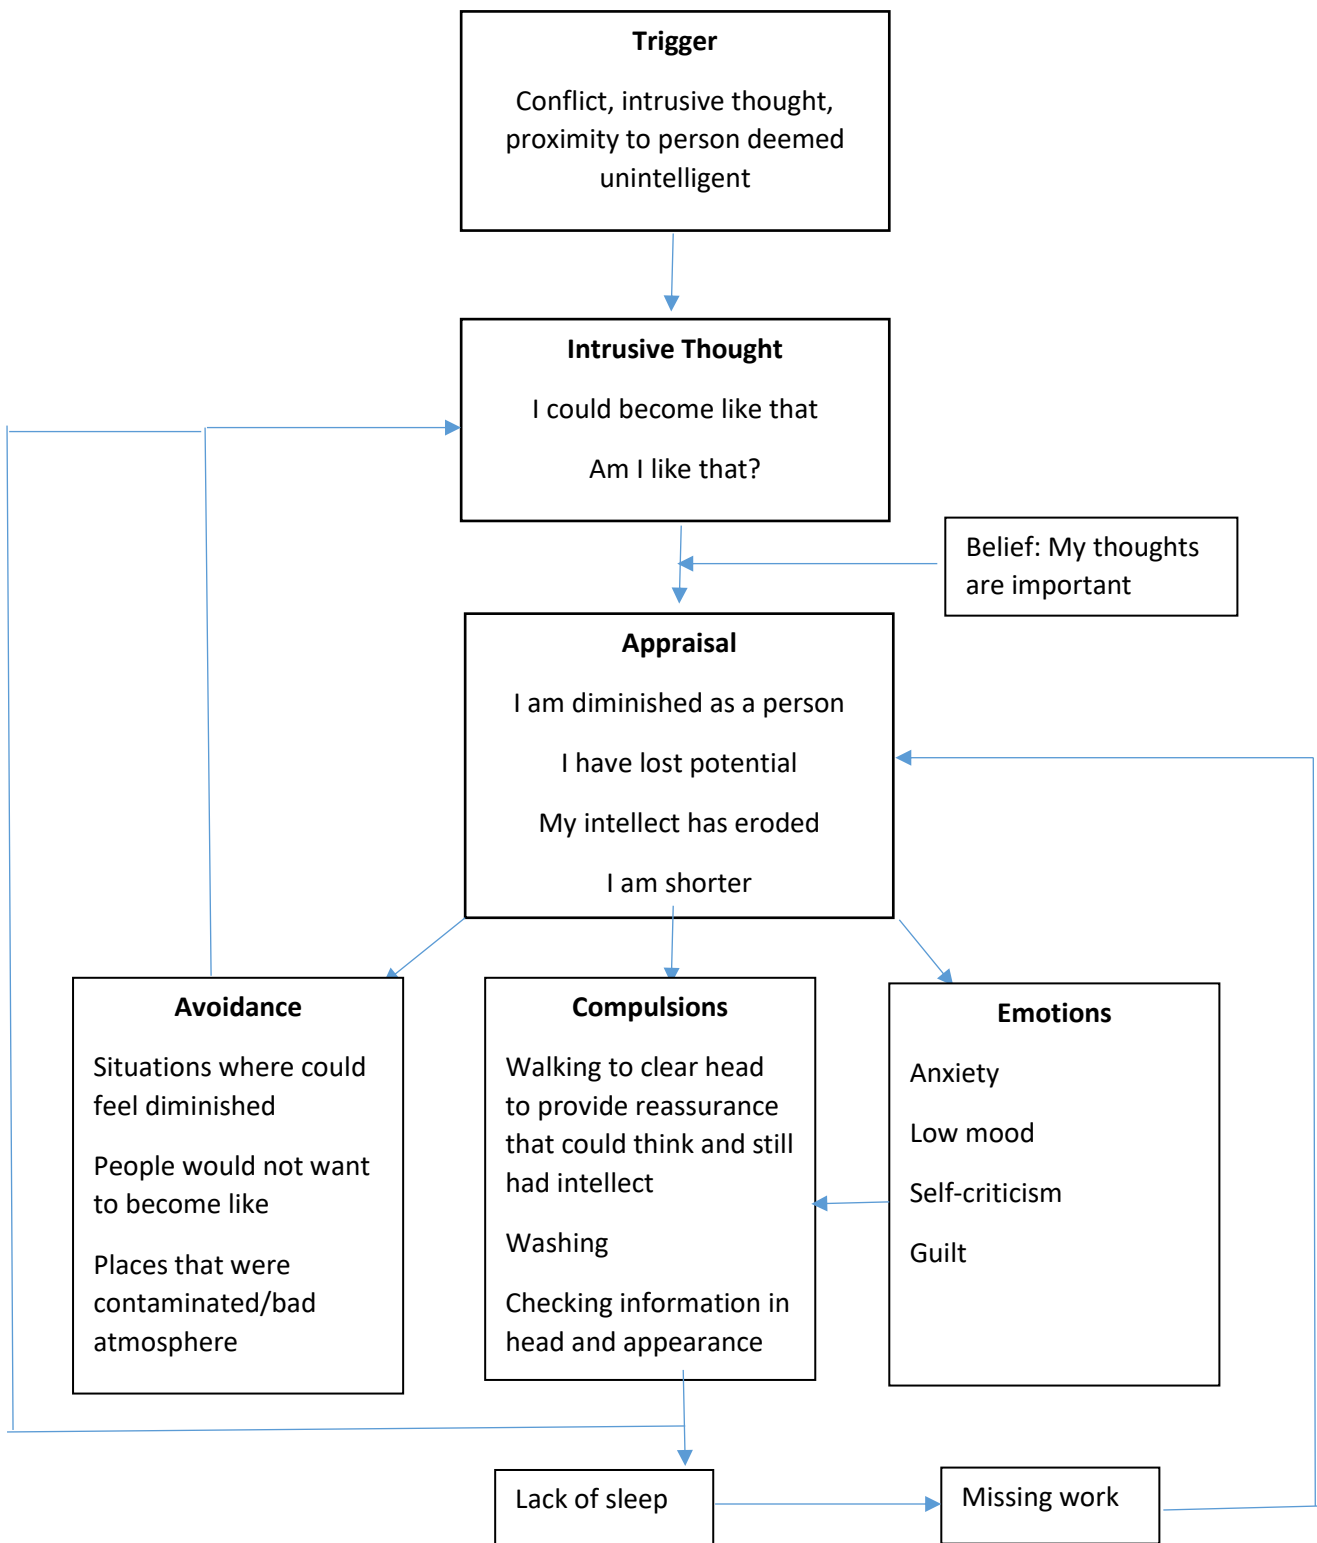 Trigger
Conflict, intrusive thought,
proximity to person deemed
unintelligent
Intrusive Thought
I could become like that
Am I like that?
Belief: My thoughts
are important
Appraisal
I am diminished as a person
I have lost potential
My intellect has eroded
I am shorter
Avoidance
Situations where could
feel diminished
People would not want
to become like
Places that were
contaminated/bad
atmosphere
Compulsions
Walking to clear head
to provide reassurance
that could think and still
had intellect
Washing
Checking information in
head and appearance
Emotions
Anxiety
Low mood
Self-criticism
Guilt
Lack of sleep
Missing work